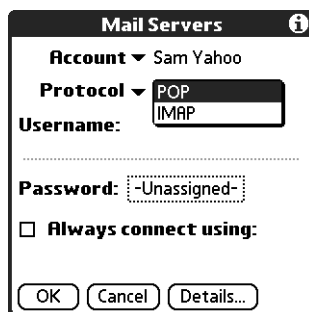 Mail Servers
Account Sam Yahoo
Protocol POP
IMAP
Username:
Password: -Unassigned-
Always connect using:
OK Cancel Details...